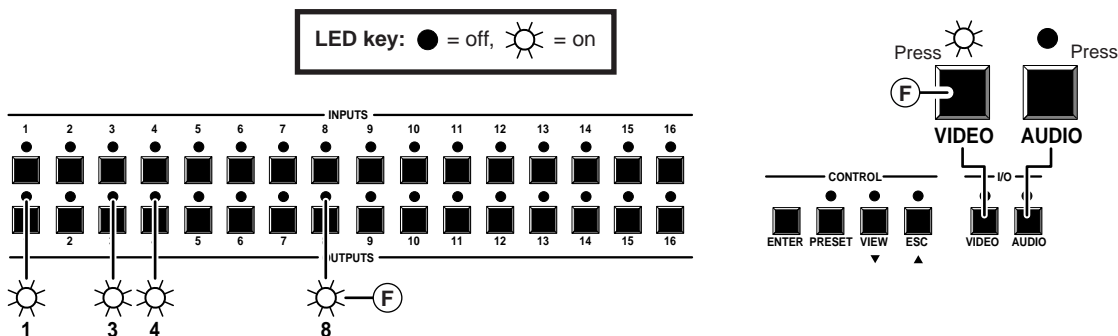 LED key: ● = off, ☼ = on
Press
Press
F
VIDEO AUDIO
INPUTS
1 2 3 4 5 6 7 8 9 10 11 12 13 14 15 16
2 3 5 6 7 9 10 11 12 13 14 15 16
OUTPUTS
1 3 4 8
F
CONTROL
I/O
ENTER PRESET VIEW ESC VIDEO AUDIO
▼ ▲